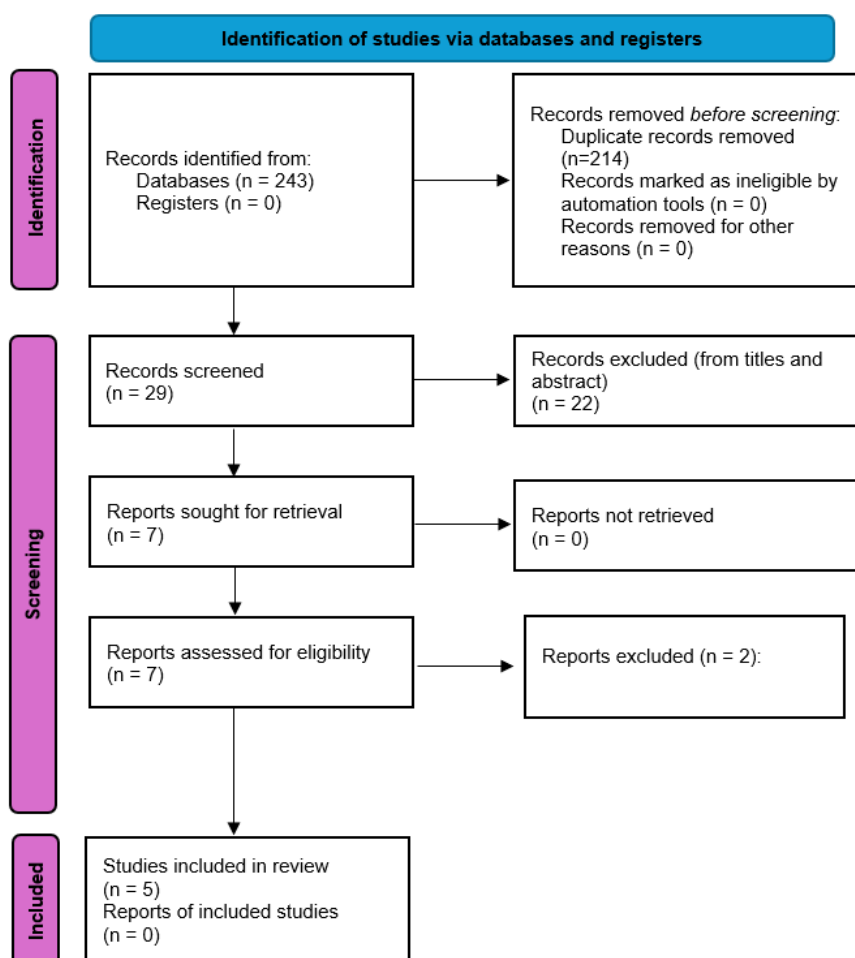 Identification of studies via databases and registers
Identification
Records identified from:
Databases (n = 243)
Registers (n = 0)
Records removed before screening:
Duplicate records removed
(n=214)
Records marked as ineligible by
automation tools (n = 0)
Records removed for other
reasons (n = 0)
Screening
Records screened
(n = 29)
Records excluded (from titles and
abstract)
(n = 22)
Reports sought for retrieval
(n = 7)
Reports not retrieved
(n = 0)
Reports assessed for eligibility
(n = 7)
Reports excluded (n = 2):
Included
Studies included in review
(n = 5)
Reports of included studies
(n = 0)